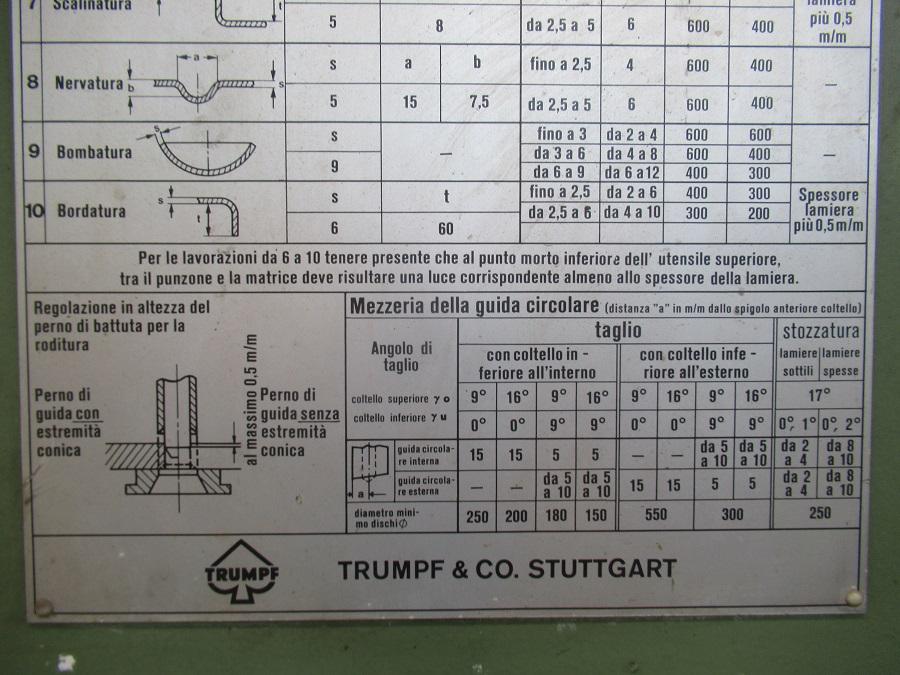 7 Scalinatura t lamiera
5 8 da 2,5 a 5 6 600 400 più 0,5
m/m
8 Nervatura a b s s a b fino a 2,5 4 600 400 —
5 15 7,5 da 2,5 a 5 6 600 400
9 Bombatura s s — fino a 3 da 2 a 4 600 600 —
da 3 a 6 da 4 a 8 600 400
9 da 6 a 9 da 6 a 12 400 300
10 Bordatura s t s t fino a 2,5 da 2 a 6 400 300 Spessore
da 2,5 a 6 da 4 a 10 300 200 lamiera
6 60 più 0,5 m/m
Per le lavorazioni da 6 a 10 tenere presente che al punto morto inferiore dell' utensile superiore,
tra il punzone e la matrice deve risultare una luce corrispondente almeno allo spessore della lamiera.
Regolazione in altezza del
perno di battuta per la
roditura
Perno di
guida con
estremità
conica
al massimo 0,5 m/m
Perno di
guida senza
estremità
conica
Mezzeria della guida circolare (distanza "a" in m/m dallo spigolo anteriore coltello)
Angolo di
taglio
taglio stozzatura
con coltello in - con coltello infe - lamiere lamiere
feriore all'interno riore all'esterno sottili spesse
coltello superiore γ o 9° 16° 9° 16° 9° 16° 9° 16° 17°
coltello inferiore γ u 0° 0° 9° 9° 0° 0° 9° 9° 0°, 1° 0°, 2°
guida circola- 15 15 5 5 — — da 5 da 5 da 2 da 8
re interna a 10 a 10 a 4 a 10
guida circola- — — da 5 da 5 15 15 5 5 da 2 da 8
re esterna a 10 a 10 a 4 a 10
a
diametro mini- 250 200 180 150 550 300 250
mo dischi ∅
TRUMPF
TRUMPF & CO. STUTTGART